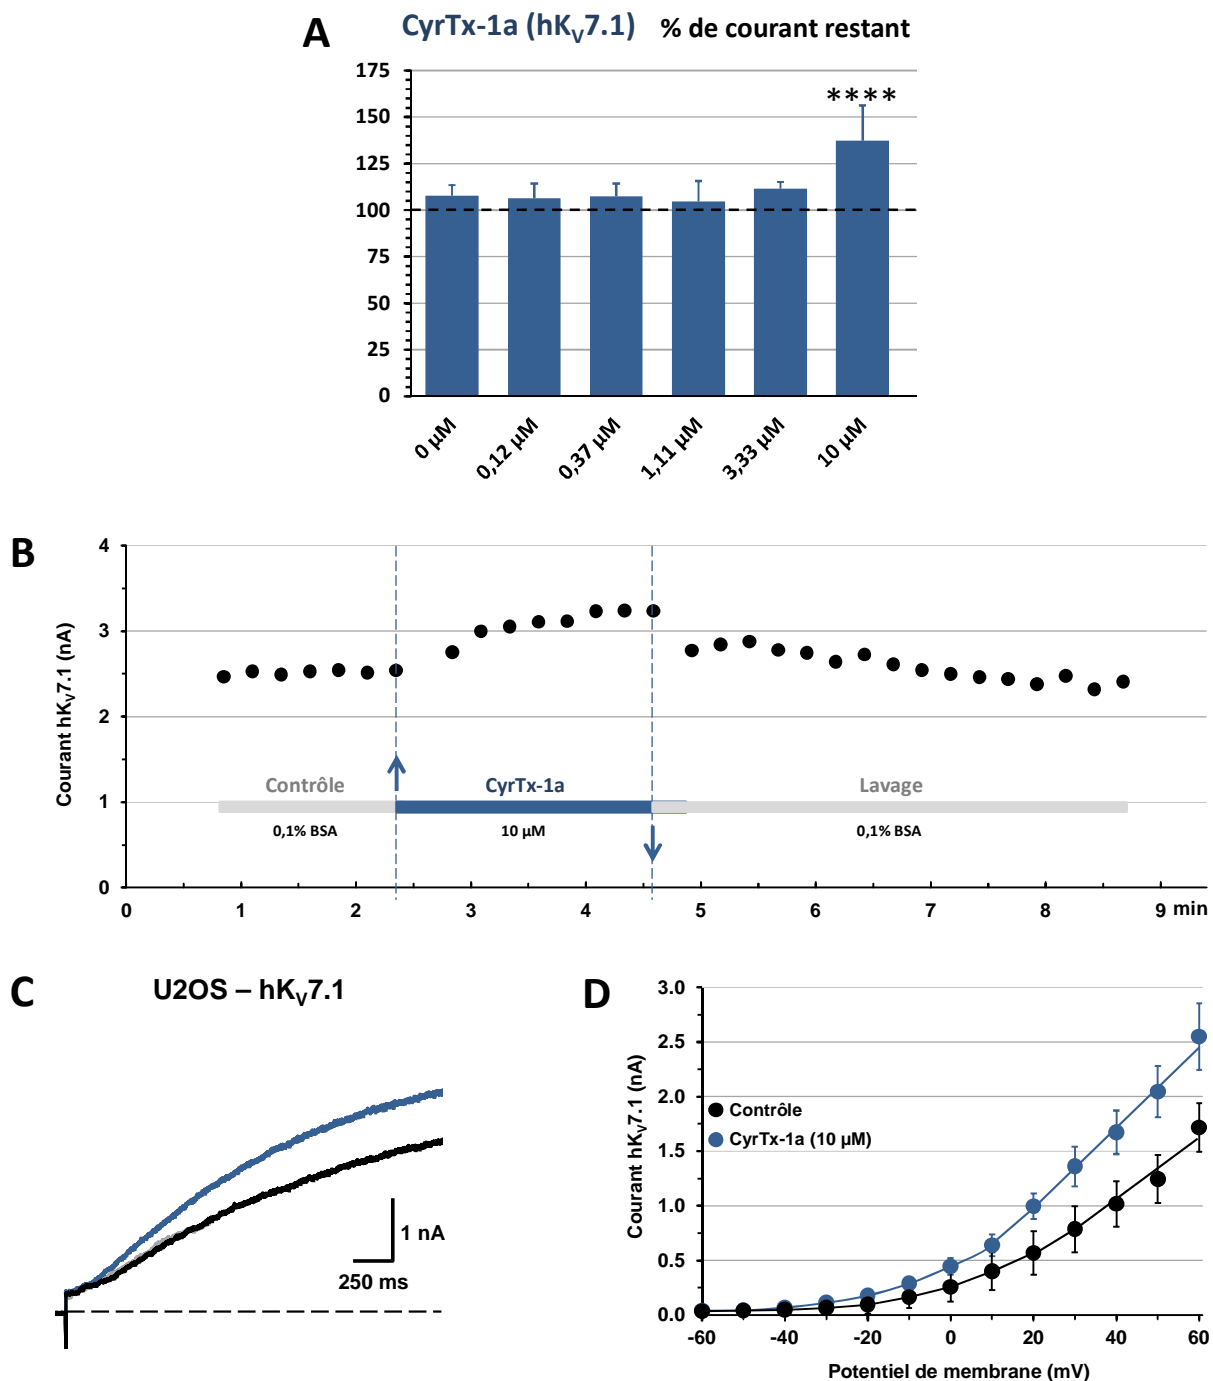 A
CyrTx-1a (hKV7.1) % de courant restant
175
****
150
125
100
75
50
25
0
0 µM
0,12 µM
0,37 µM
1,11 µM
3,33 µM
10 µM
B
Courant hKV7.1 (nA)
4
3
2
1
0
Contrôle
CyrTx-1a
Lavage
0,1% BSA
10 µM
0,1% BSA
0 1 2 3 4 5 6 7 8 9 min
C
U2OS – hKV7.1
1 nA
250 ms
D
Courant hKV7.1 (nA)
3.0
2.5
2.0
1.5
1.0
0.5
0.0
Contrôle
CyrTx-1a (10 µM)
-60 -40 -20 0 20 40 60
Potentiel de membrane (mV)